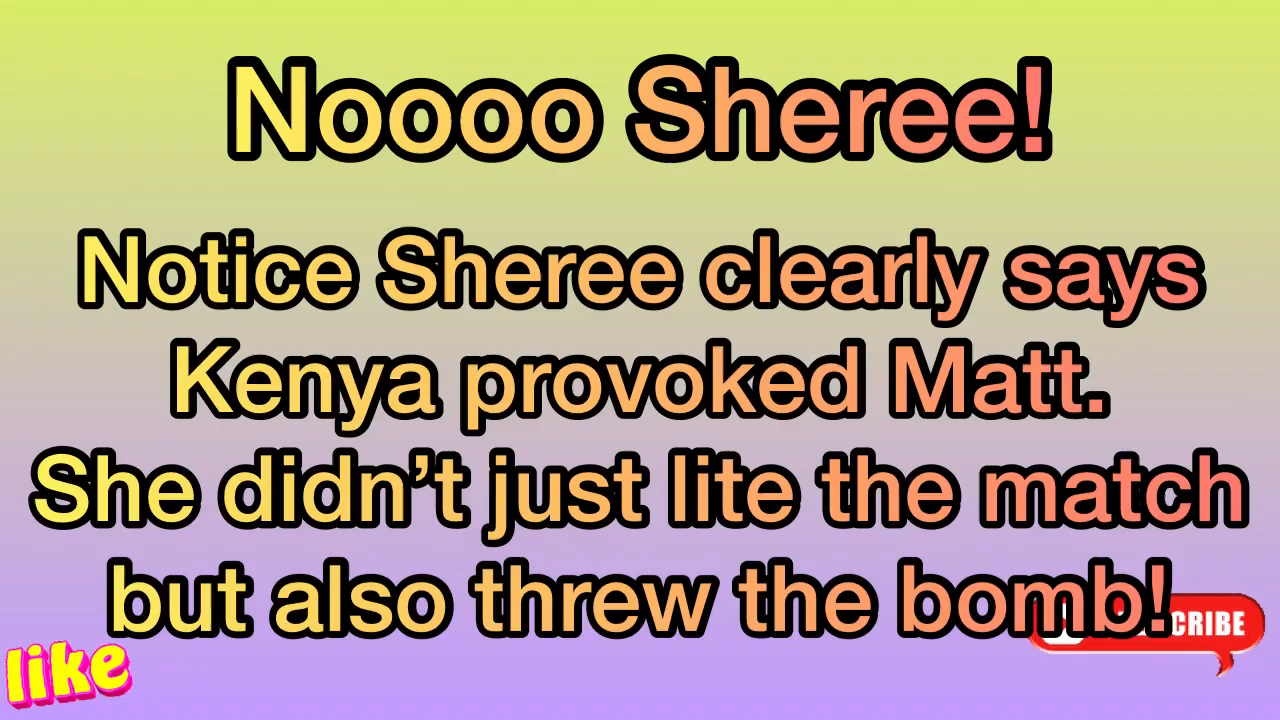 Noooo Sheree!
Notice Sheree clearly says
Kenya provoked Matt.
She didn’t just lite the match
but also threw the bomb!
CRIBE
like